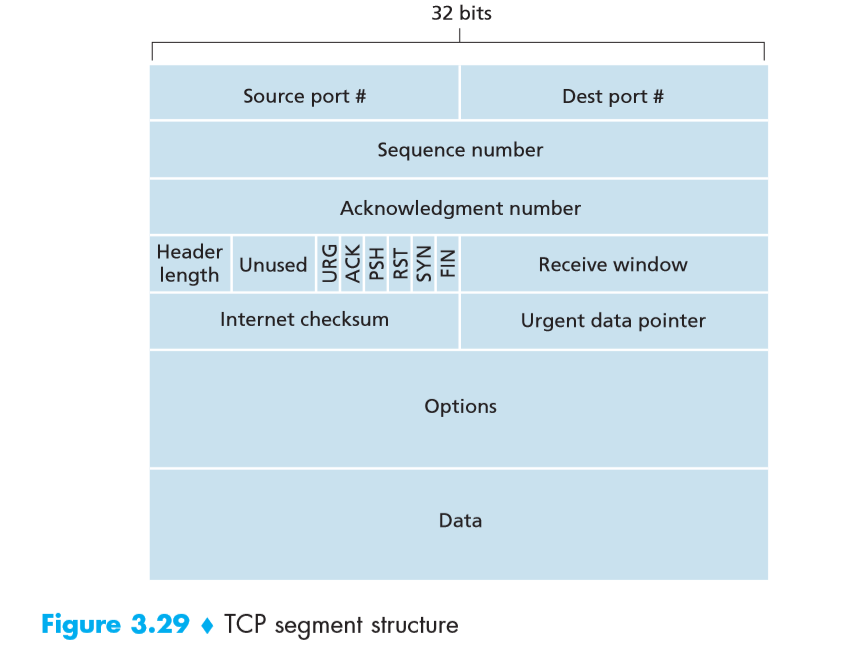 32 bits
Source port #
Dest port #
Sequence number
Acknowledgment number
Header
length
Unused
URG
ACK
PSH
RST
SYN
FIN
Receive window
Internet checksum
Urgent data pointer
Options
Data
Figure 3.29 ♦ TCP segment structure